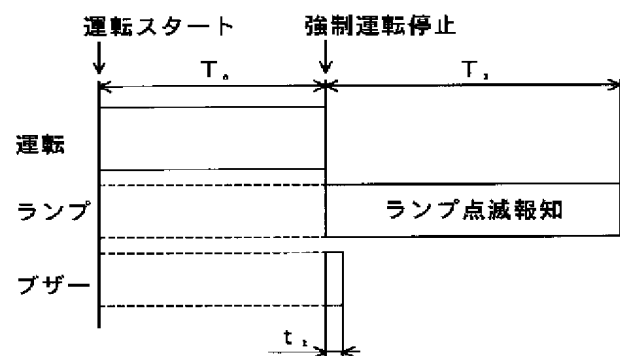 運転スタート
強制運転停止
運転
ランプ
ランプ点滅報知
ブザー